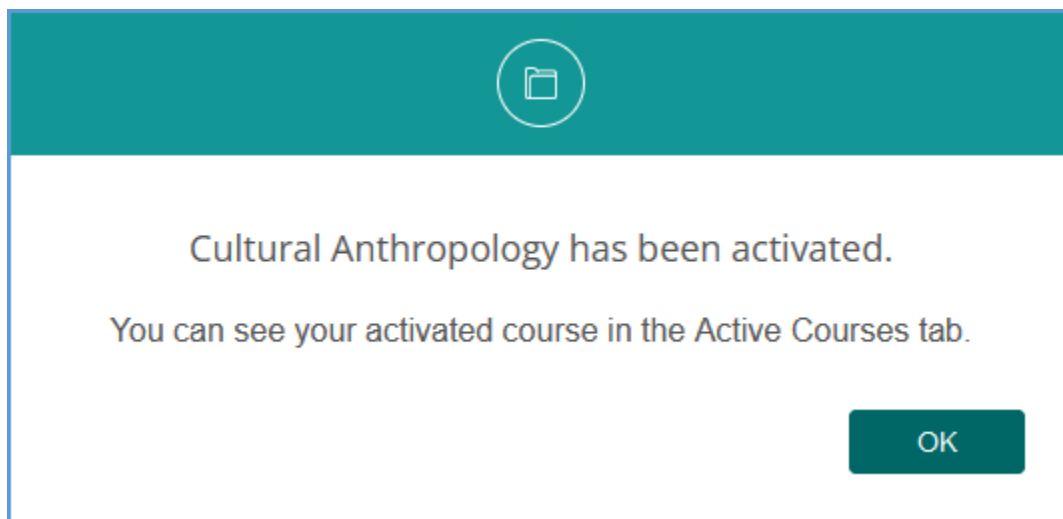 Cultural Anthropology has been activated.
You can see your activated course in the Active Courses tab.
OK